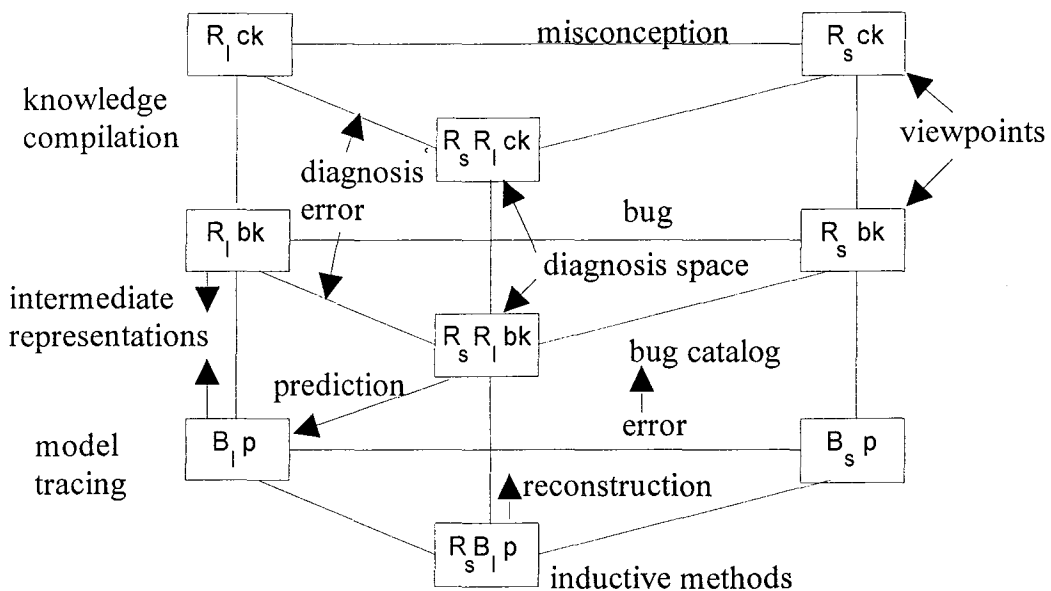 R_l ck
misconception
R_s ck
knowledge
compilation
R_s R_l ck
viewpoints
diagnosis
error
R_l bk
bug
R_s bk
diagnosis space
intermediate
representations
R_s R_l bk
bug catalog
prediction
error
B_l p
B_s p
model
tracing
reconstruction
R_s B_l p
inductive methods